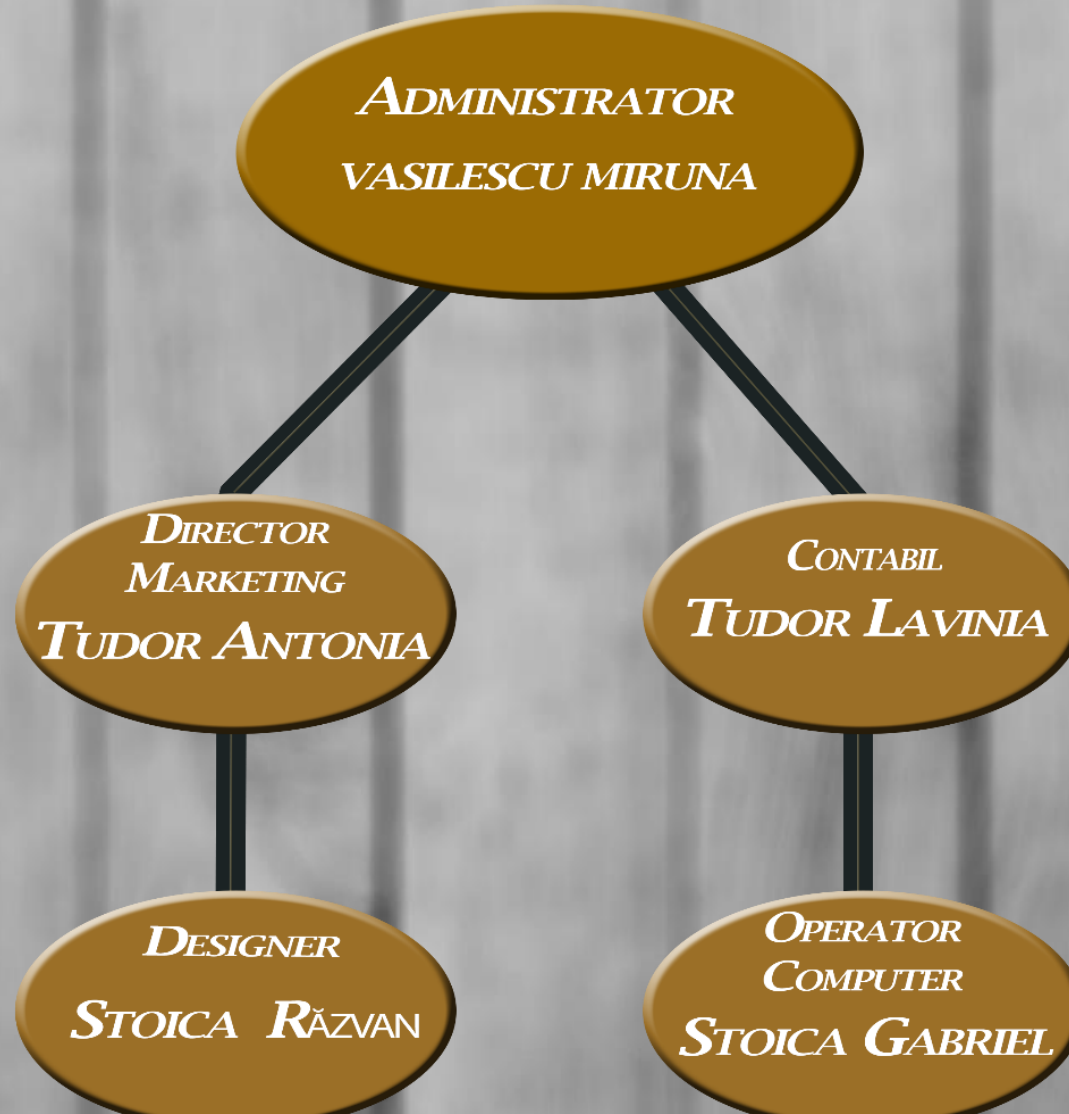 ADMINISTRATOR
VASILESCU MIRUNA
DIRECTOR
MARKETING
TUDOR ANTONIA
CONTABIL
TUDOR LAVINIA
DESIGNER
STOICA RĂZVAN
OPERATOR
COMPUTER
STOICA GABRIEL